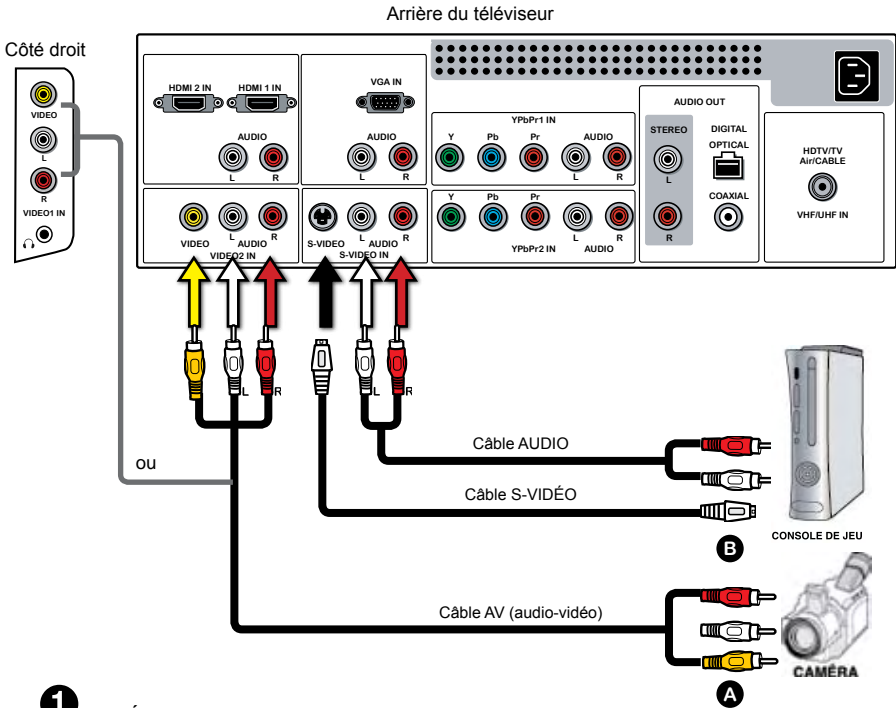 Arrière du téléviseur
Côté droit
VIDEO
L
R
VIDEO1 IN
HDMI 2 IN
HDMI 1 IN
AUDIO
L
R
VGA IN
AUDIO
L
R
YPbPr1 IN
Y
Pb
Pr
AUDIO
L
R
AUDIO OUT
STEREO
DIGITAL
OPTICAL
L
COAXIAL
R
HDTV/TV
Air/CABLE
VHF/UHF IN
VIDEO
L
AUDIO
R
VIDEO2 IN
S-VIDEO
L
AUDIO
R
S-VIDEO IN
Y
Pb
Pr
YPbPr2 IN
L
R
AUDIO
L
R
L
R
ou
Câble AUDIO
Câble S-VIDÉO
B
CONSOLE DE JEU
Câble AV (audio-vidéo)
CAMÉRA
A
1